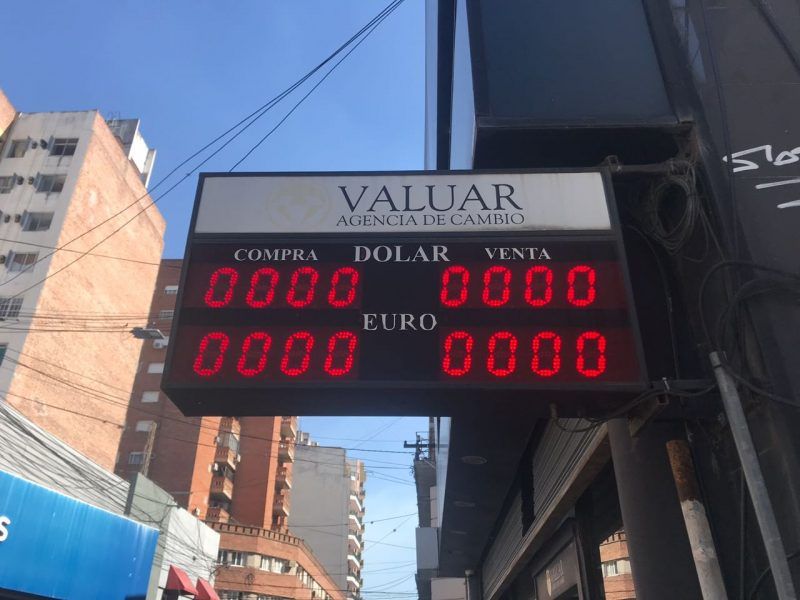 VALUAR
AGENCIA DE CAMBIO
COMPRA DOLAR VENTA
0000 0000
EURO
0000 0000